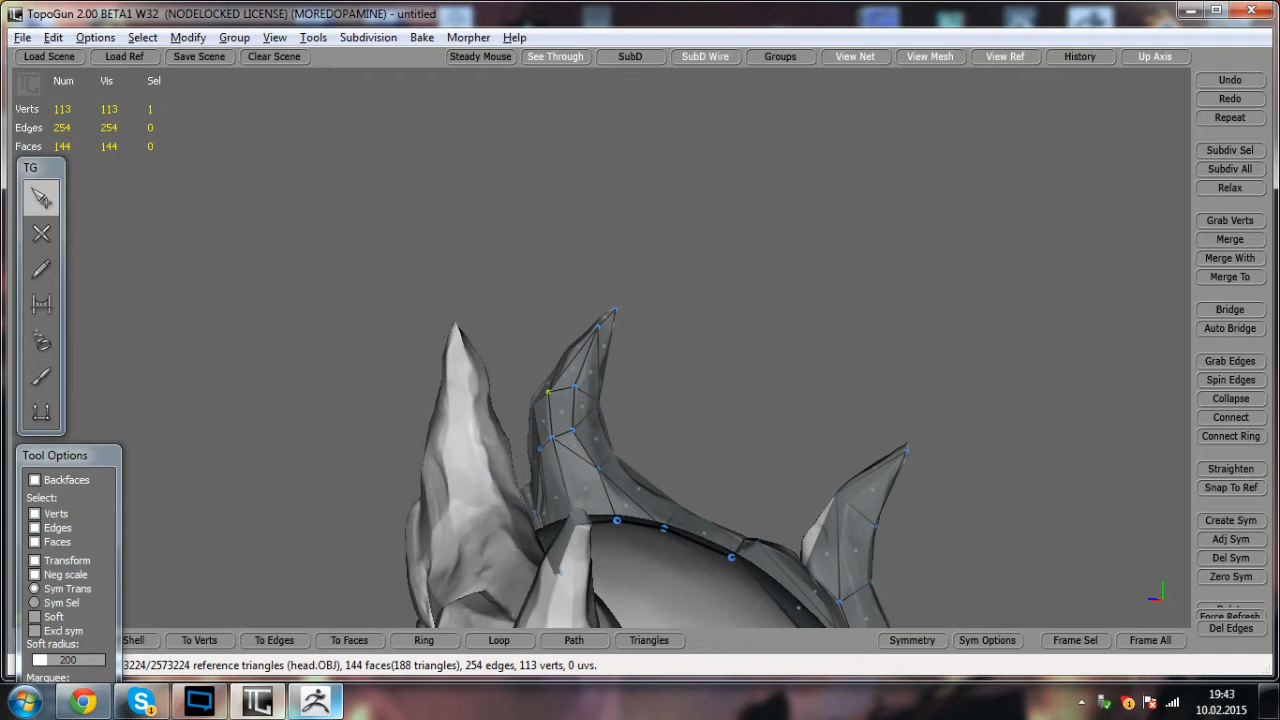 TopoGun 2.00 BETA1 W32 (NODELOCKED LICENSE) (MOREDOPAMINE) - untitled
File Edit Options Select Modify Group View Tools Subdivision Bake Morpher Help
Load Scene Load Ref Save Scene Clear Scene Steady Mouse See Through SubD SubD Wire Groups View Net View Mesh View Ref History Up Axis
Num Vis Sel
Verts 113 113 1
Edges 254 254 0
Faces 144 144 0
TG
Tool Options
Backfaces
Select:
Verts
Edges
Faces
Transform
Neg scale
Sym Trans
Sym Sel
Soft
Excl sym
Soft radius:
200
Marquee:
Undo
Redo
Repeat
Subdiv Sel
Subdiv All
Relax
Grab Verts
Merge
Merge With
Merge To
Bridge
Auto Bridge
Grab Edges
Spin Edges
Collapse
Connect
Connect Ring
Straighten
Snap To Ref
Create Sym
Adj Sym
Del Sym
Zero Sym
Force Refresh
Del Edges
Shell To Verts To Edges To Faces Ring Loop Path Triangles Symmetry Sym Options Frame Sel Frame All
3224/2573224 reference triangles (head.OBJ), 144 faces(188 triangles), 254 edges, 113 verts, 0 uvs.
19:43
10.02.2015